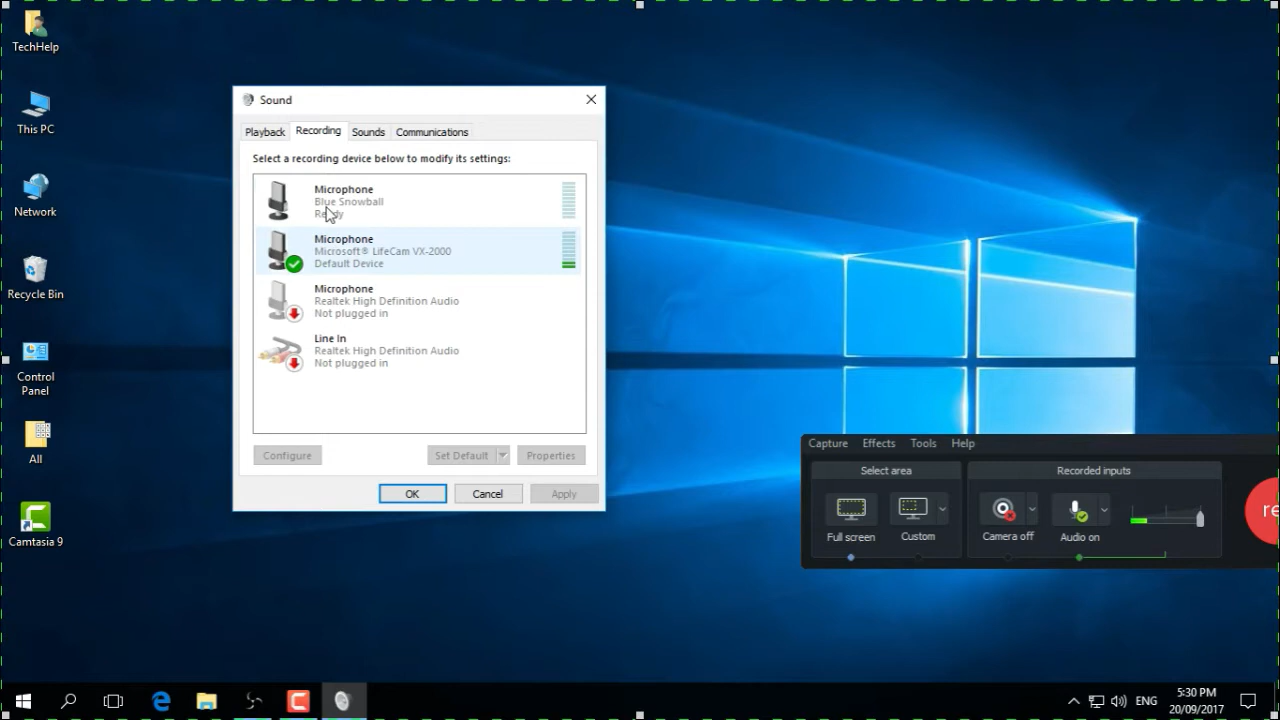 TechHelp
This PC
Network
Recycle Bin
Control
Panel
All
Camtasia 9
Sound
Playback
Recording
Sounds
Communications
Select a recording device below to modify its settings:
Microphone
Blue Snowball
Ready
Microphone
Microsoft® LifeCam VX-2000
Default Device
Microphone
Realtek High Definition Audio
Not plugged in
Line In
Realtek High Definition Audio
Not plugged in
Configure
Set Default
Properties
OK
Cancel
Apply
Capture
Effects
Tools
Help
Select area
Recorded inputs
Full screen
Custom
Camera off
Audio on
re
ENG
5:30 PM
20/09/2017